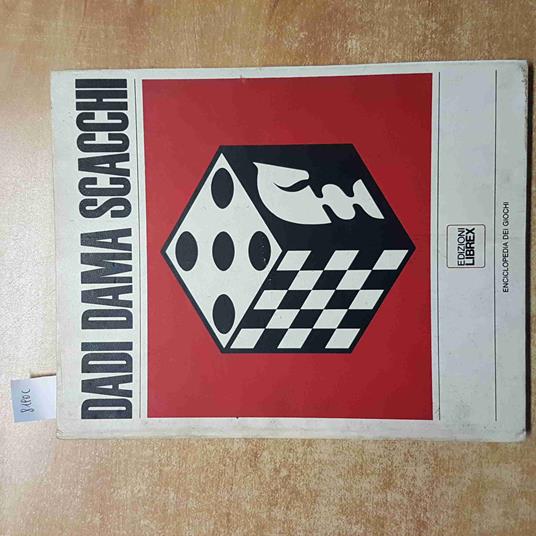 DADI DAMA SCACCHI
EDIZIONI
LIBREX
ENCICLOPEDIA DEI GIOCHI